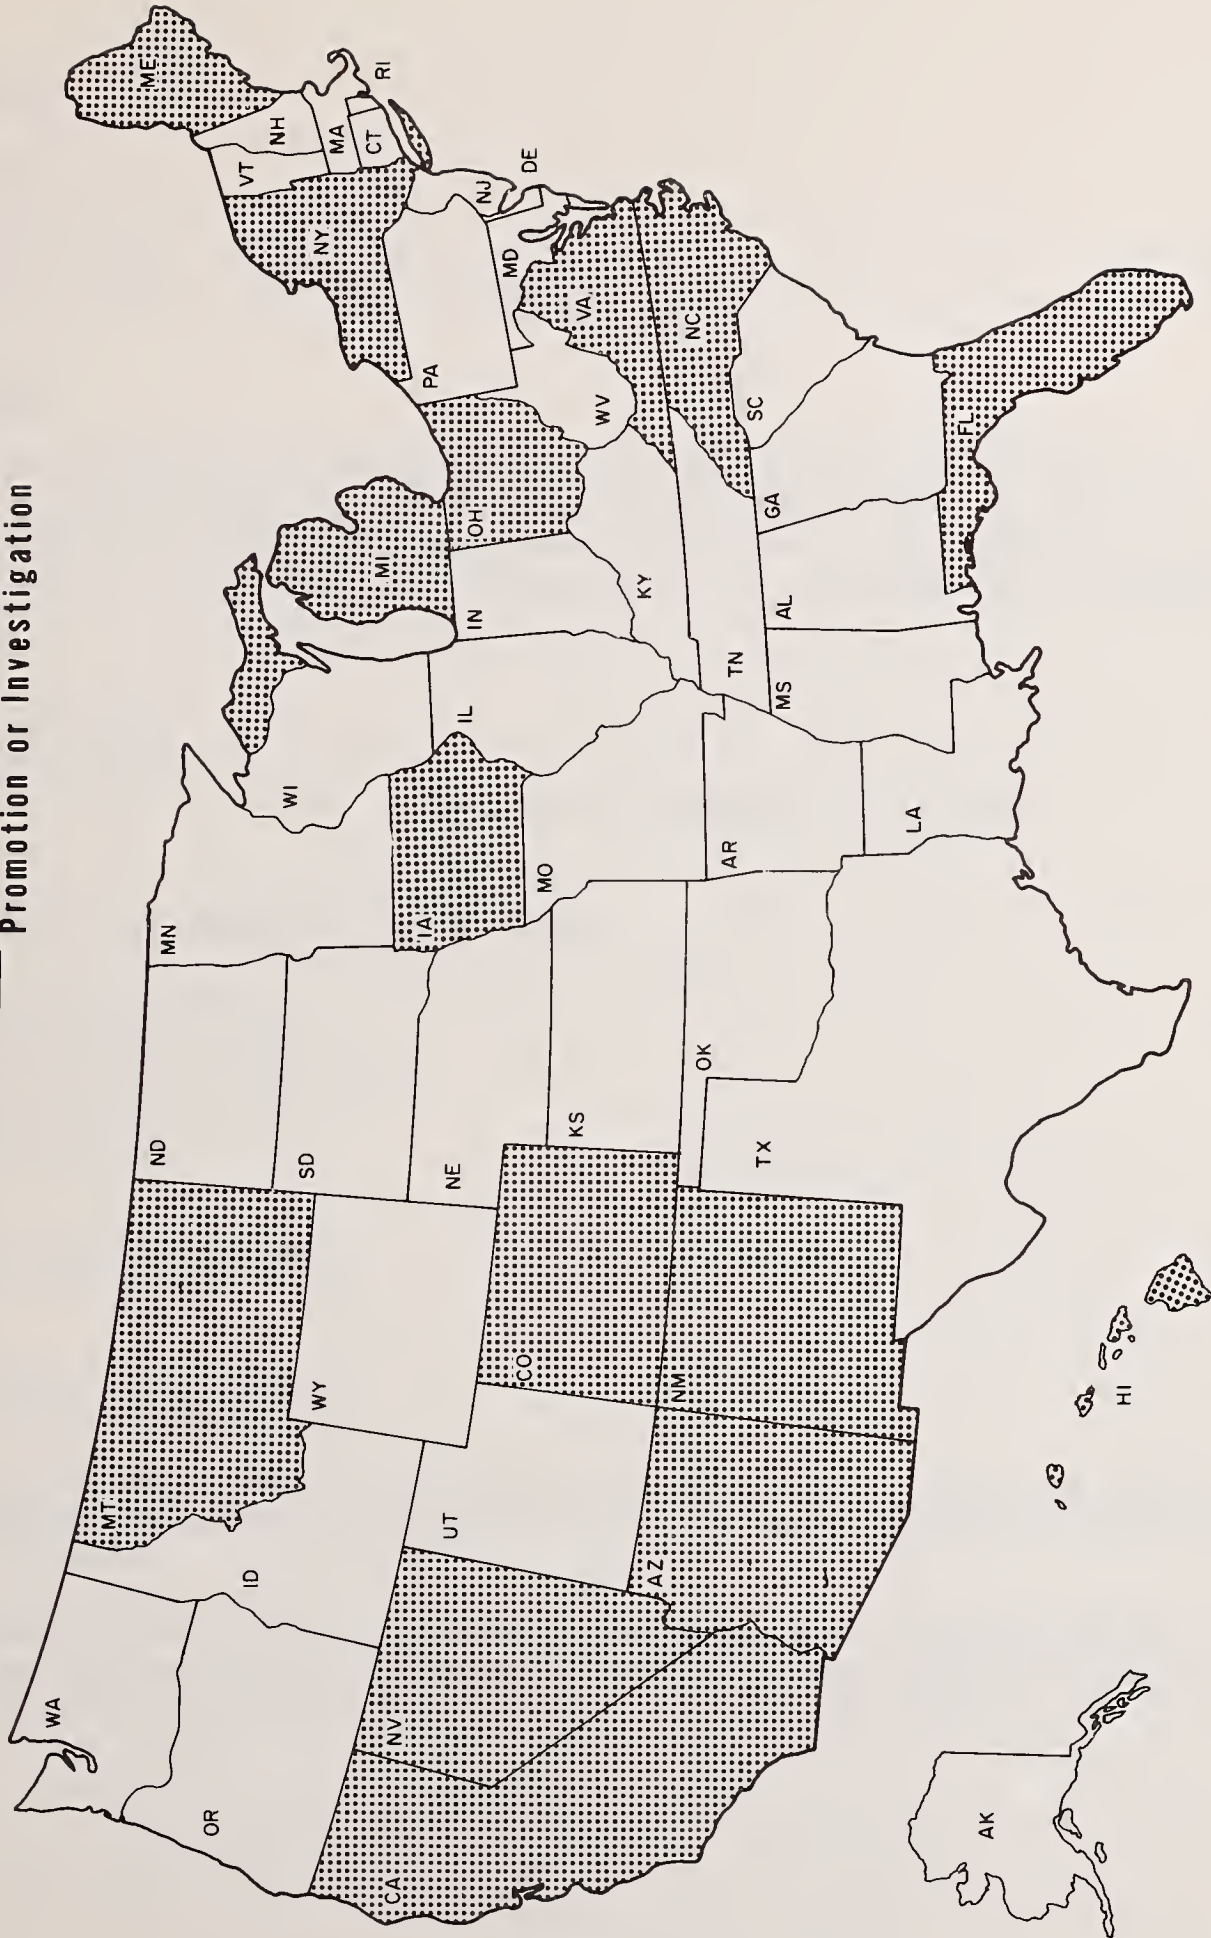 Promotion or Investigation
WA
OR
CA
NV
ID
MT
WY
UT
AZ
CO
NM
ND
SD
NE
KS
OK
TX
MN
IA
MO
AR
LA
WI
IL
MI
IN
OH
KY
TN
MS
AL
GA
FL
SC
NC
VA
WV
MD
DE
PA
NJ
NY
CT
RI
MA
VT
NH
ME
AK
HI